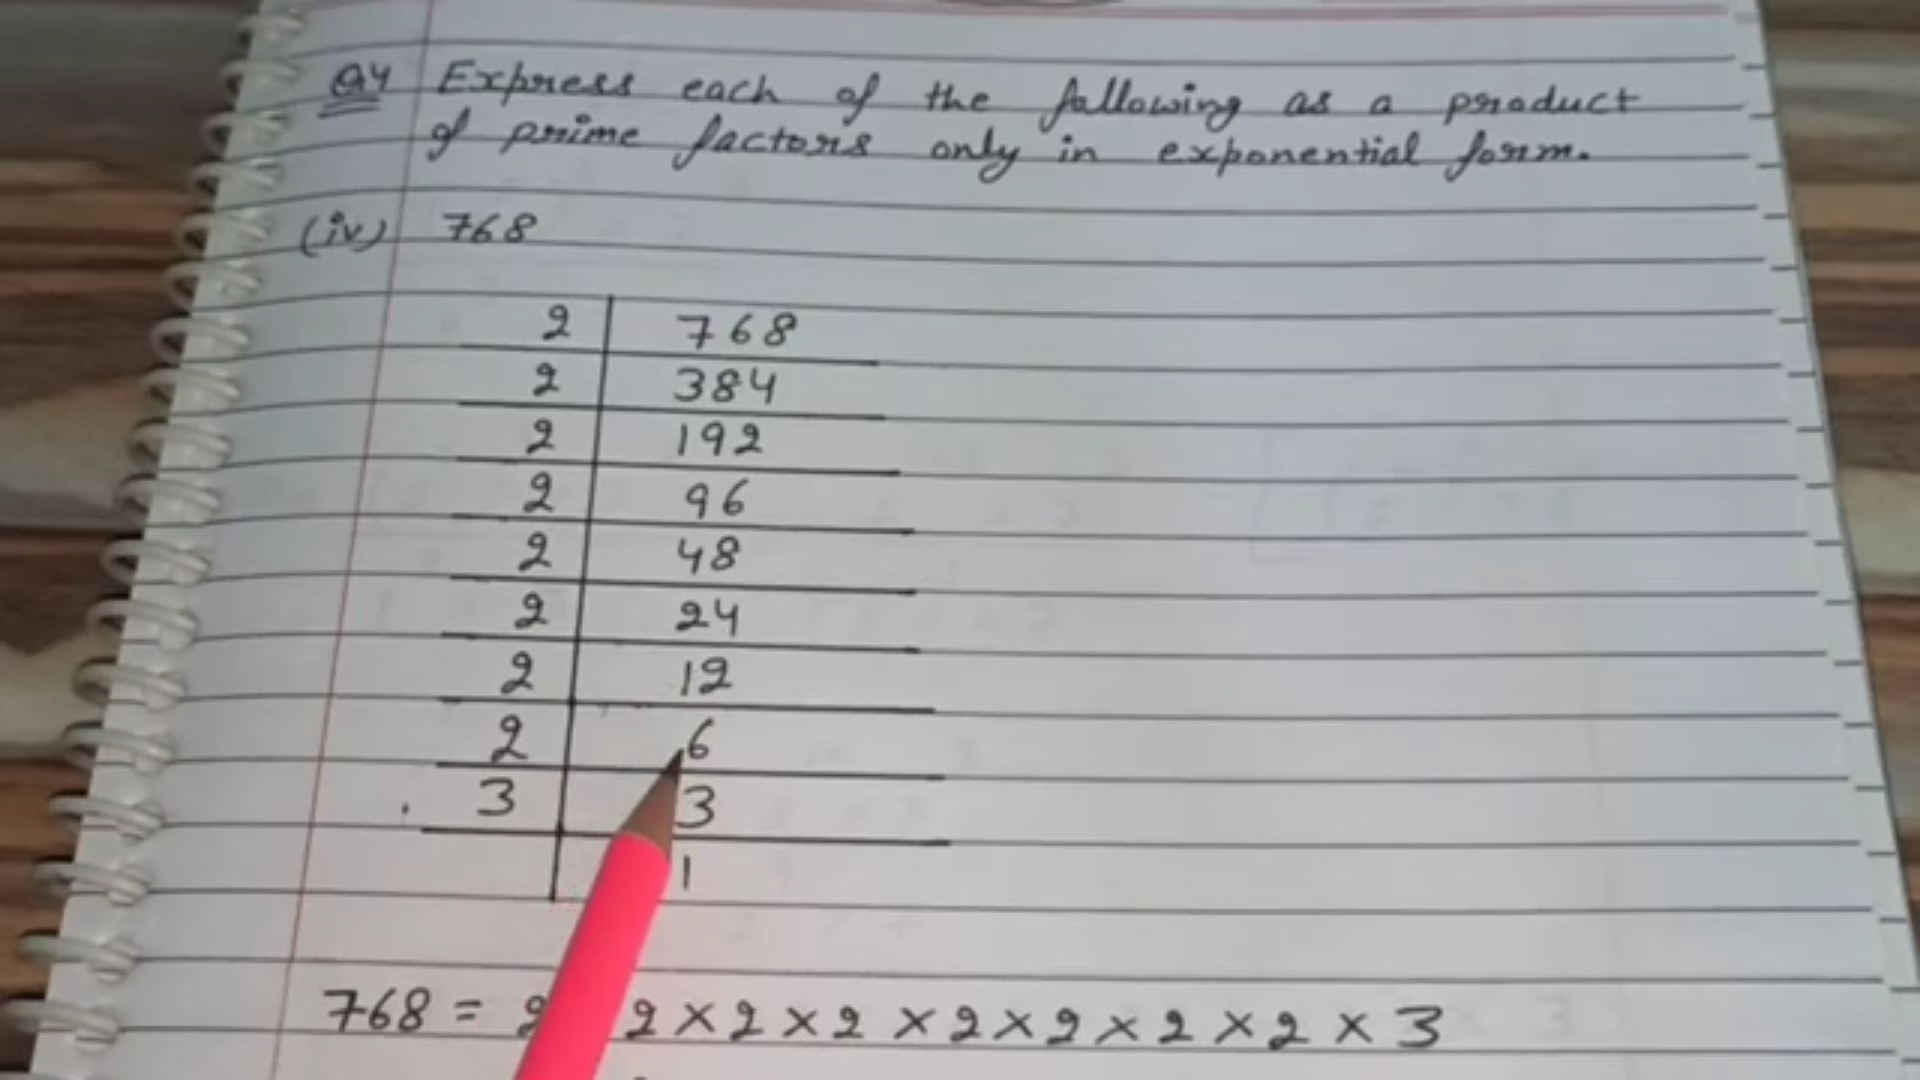 Q4 Express each of the following as a product
of prime factors only in exponential form.
(iv) 768
2 768
2 384
2 192
2 96
2 48
2 24
2 12
2 6
3 3
1
768 = 2 2 × 2 × 2 × 2 × 2 × 2 × 2 × 3